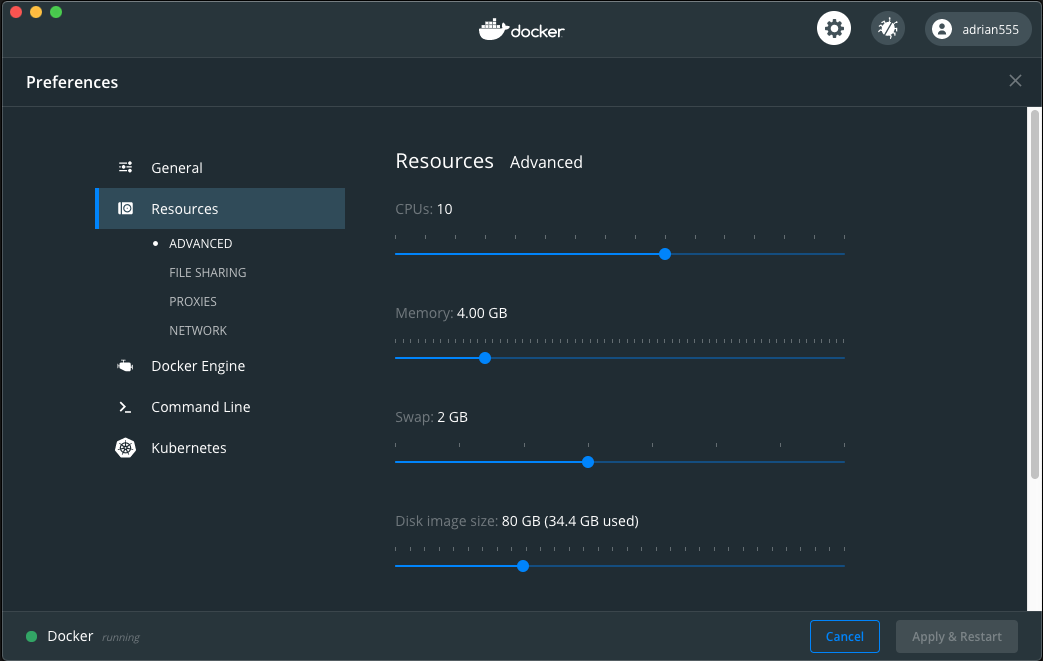 docker
adrian555
Preferences
General
Resources
ADVANCED
FILE SHARING
PROXIES
NETWORK
Docker Engine
Command Line
Kubernetes
Resources Advanced
CPUs: 10
Memory: 4.00 GB
Swap: 2 GB
Disk image size: 80 GB (34.4 GB used)
Docker running
Cancel
Apply & Restart